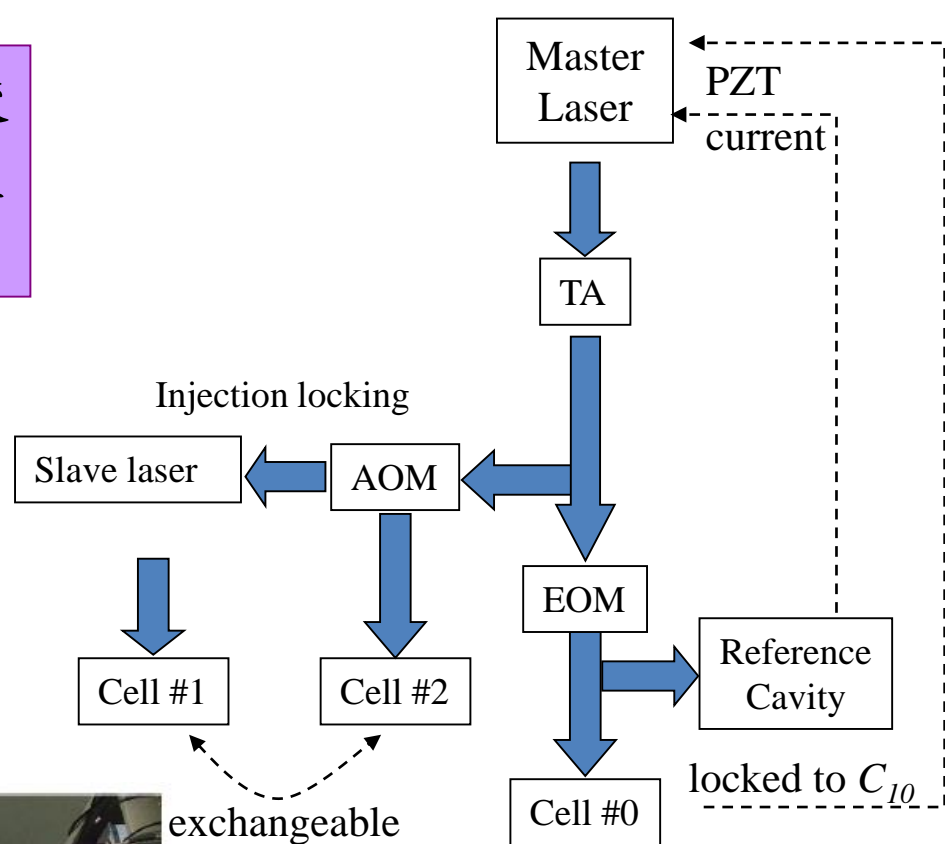 Master
Laser
PZT
current
TA
Injection locking
Slave laser
AOM
EOM
Reference
Cavity
Cell #1
Cell #2
locked to C₁₀
Cell #0
exchangeable